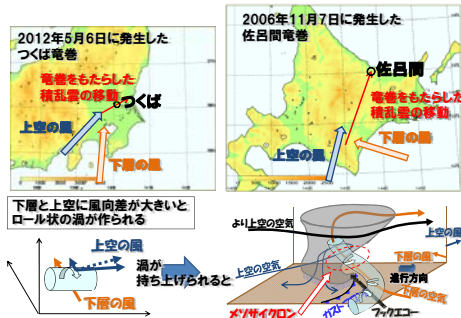 2012年5月6日に発生した
つくば竜巻
竜巻をもたらした
積乱雲の移動
つくば
上空の風
下層の風
2006年11月7日に発生した
佐呂間竜巻
佐呂間
竜巻をもたらした
積乱雲の移動
上空の風
下層の風
下層と上空に風向差が大きいと
ロール状の渦が作られる
上空の風
下層の風
渦が
持ち上げられると
より上空の空気
上空の空気
上空の風
下層の風
進行方向
下層の空気
メソサイクロン
フックエコー